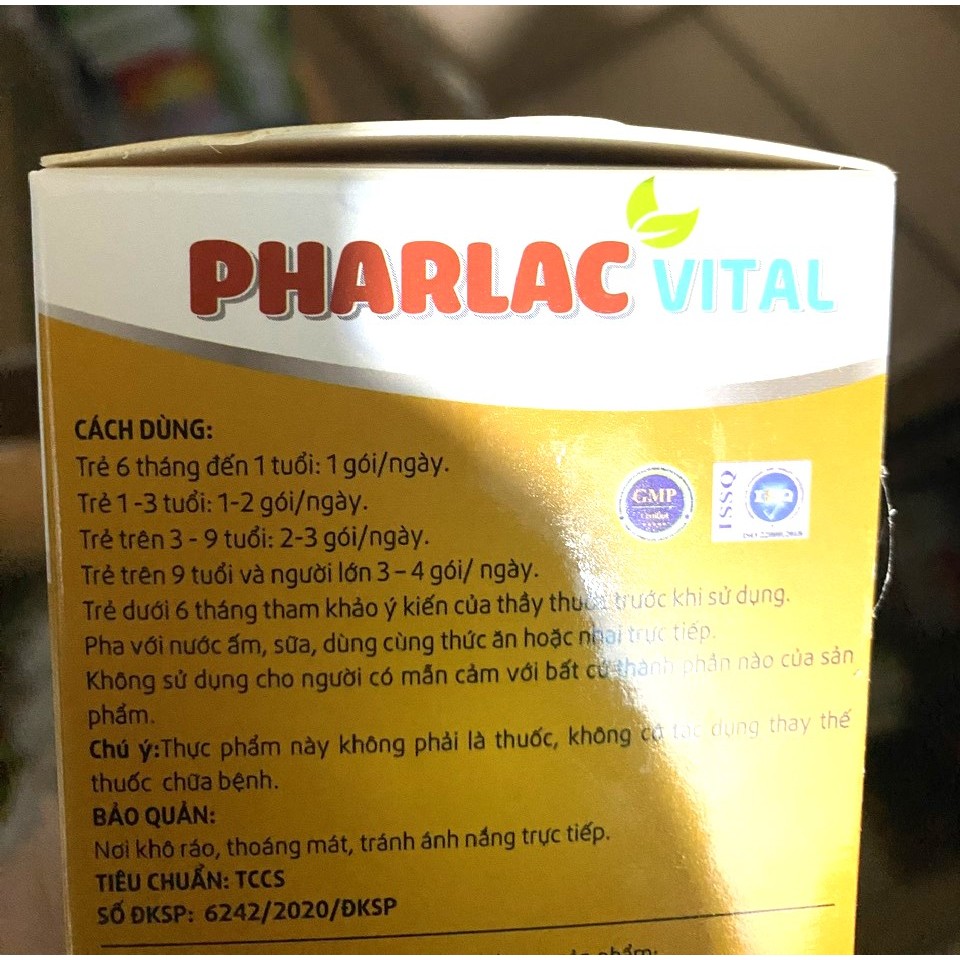 PHARLAC VITAL
CÁCH DÙNG:
Trẻ 6 tháng đến 1 tuổi: 1 gói/ngày.
Trẻ 1 -3 tuổi: 1-2 gói/ngày.
Trẻ trên 3 - 9 tuổi: 2-3 gói/ngày.
Trẻ trên 9 tuổi và người lớn 3 – 4 gói/ ngày.
GMP
ISSQ
ISO 22000:2018
Trẻ dưới 6 tháng tham khảo ý kiến của thầy thuốc trước khi sử dụng.
Pha với nước ấm, sữa, dùng cùng thức ăn hoặc nhai trực tiếp.
Không sử dụng cho người có mẫn cảm với bất cứ thành phần nào của sản
phẩm.
Chú ý:Thực phẩm này không phải là thuốc, không có tác dụng thay thế
thuốc chữa bệnh.
BẢO QUẢN:
Nơi khô ráo, thoáng mát, tránh ánh nắng trực tiếp.
TIÊU CHUẨN: TCCS
SỐ ĐKSP: 6242/2020/ĐKSP
sản phẩm: